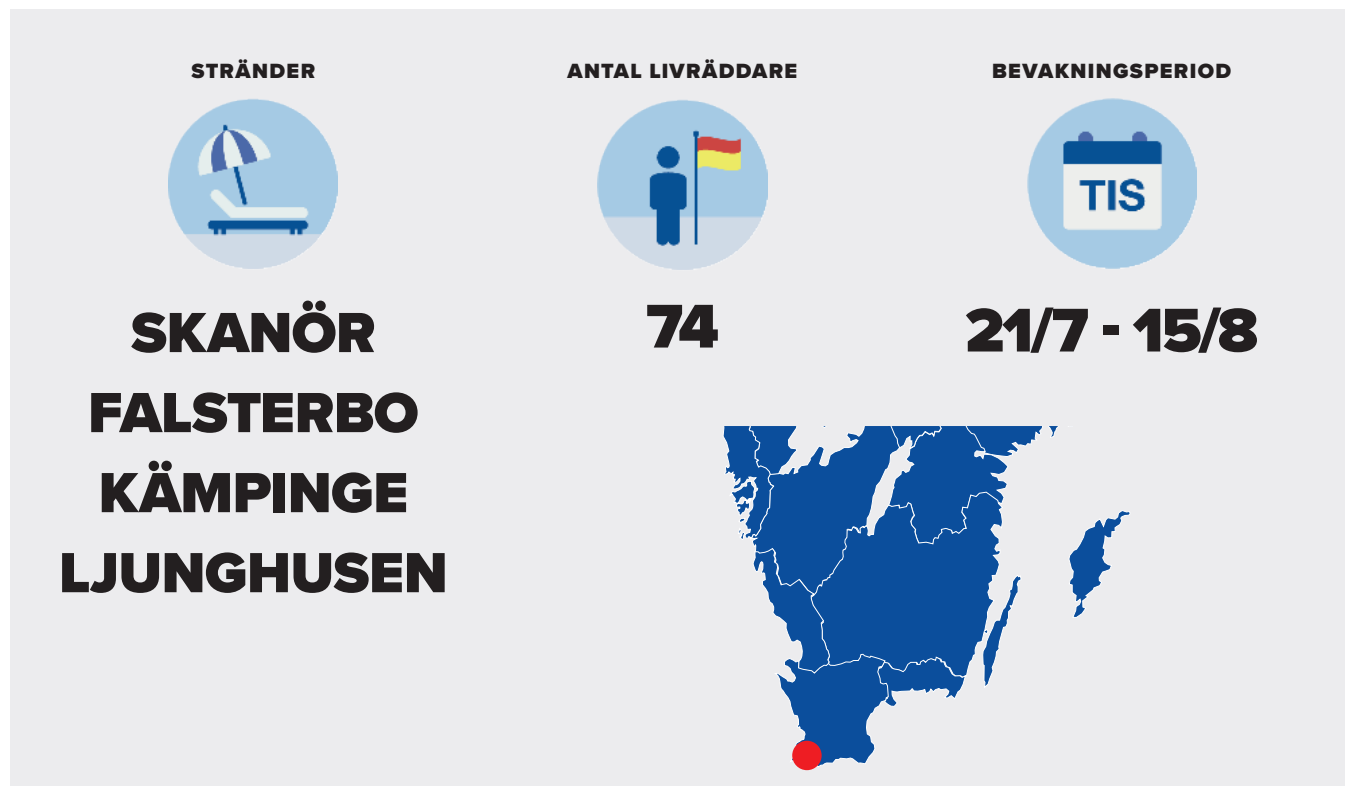 STRÄNDER
SKANÖR
FALSTERBO
KÄMPINGE
LJUNGHUSEN
ANTAL LIVRÄDDARE
74
BEVAKNINGSPERIOD
TIS
21/7 - 15/8